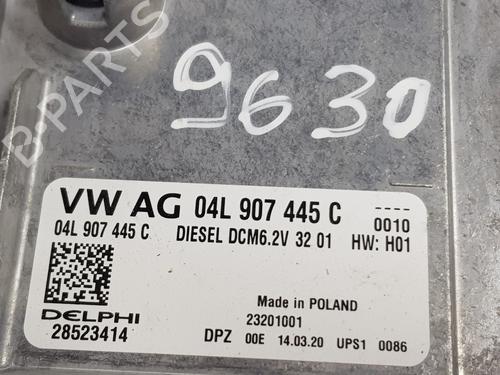 9630
B-PARTS
VW AG 04L 907 445 C
----
0010
04L 907 445 C DIESEL DCM6.2V 32 01 HW: H01
Made in POLAND
DELPHI 23201001
28523414 DPZ 00E 14.03.20 UPS1 0086